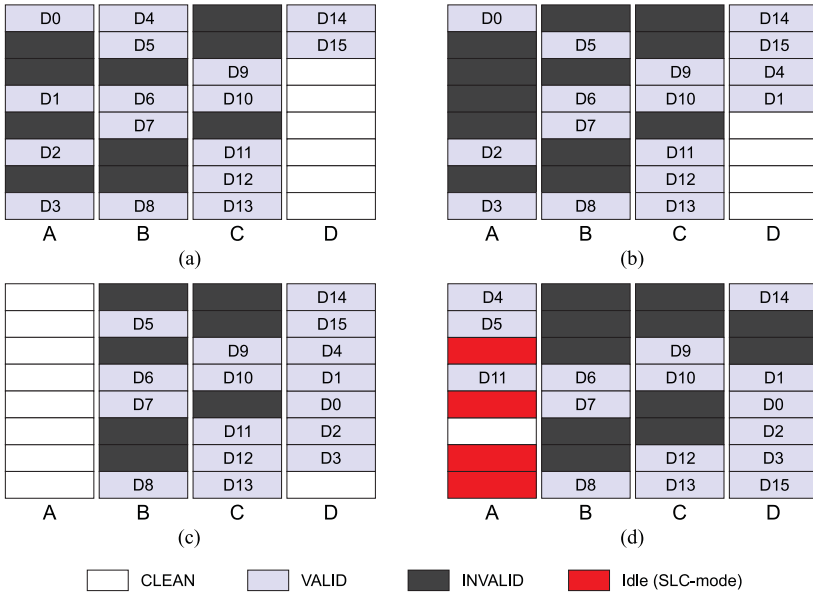 D0 D4 D14
D5 D15
D9
D1 D6 D10
D7
D2 D11
D12
D3 D8 D13
A B C D
(a)
D0 D14
D5 D15
D9 D4
D6 D10 D1
D7
D2 D11
D12
D3 D8 D13
A B C D
(b)
D14
D5 D15
D9 D4
D6 D10 D1
D7 D0
D11 D2
D12 D3
D8 D13
A B C D
(c)
D4 D14
D5
D9
D11 D6 D10 D1
D7 D0
D2
D12 D3
D8 D13 D15
A B C D
(d)
CLEAN VALID INVALID Idle (SLC-mode)